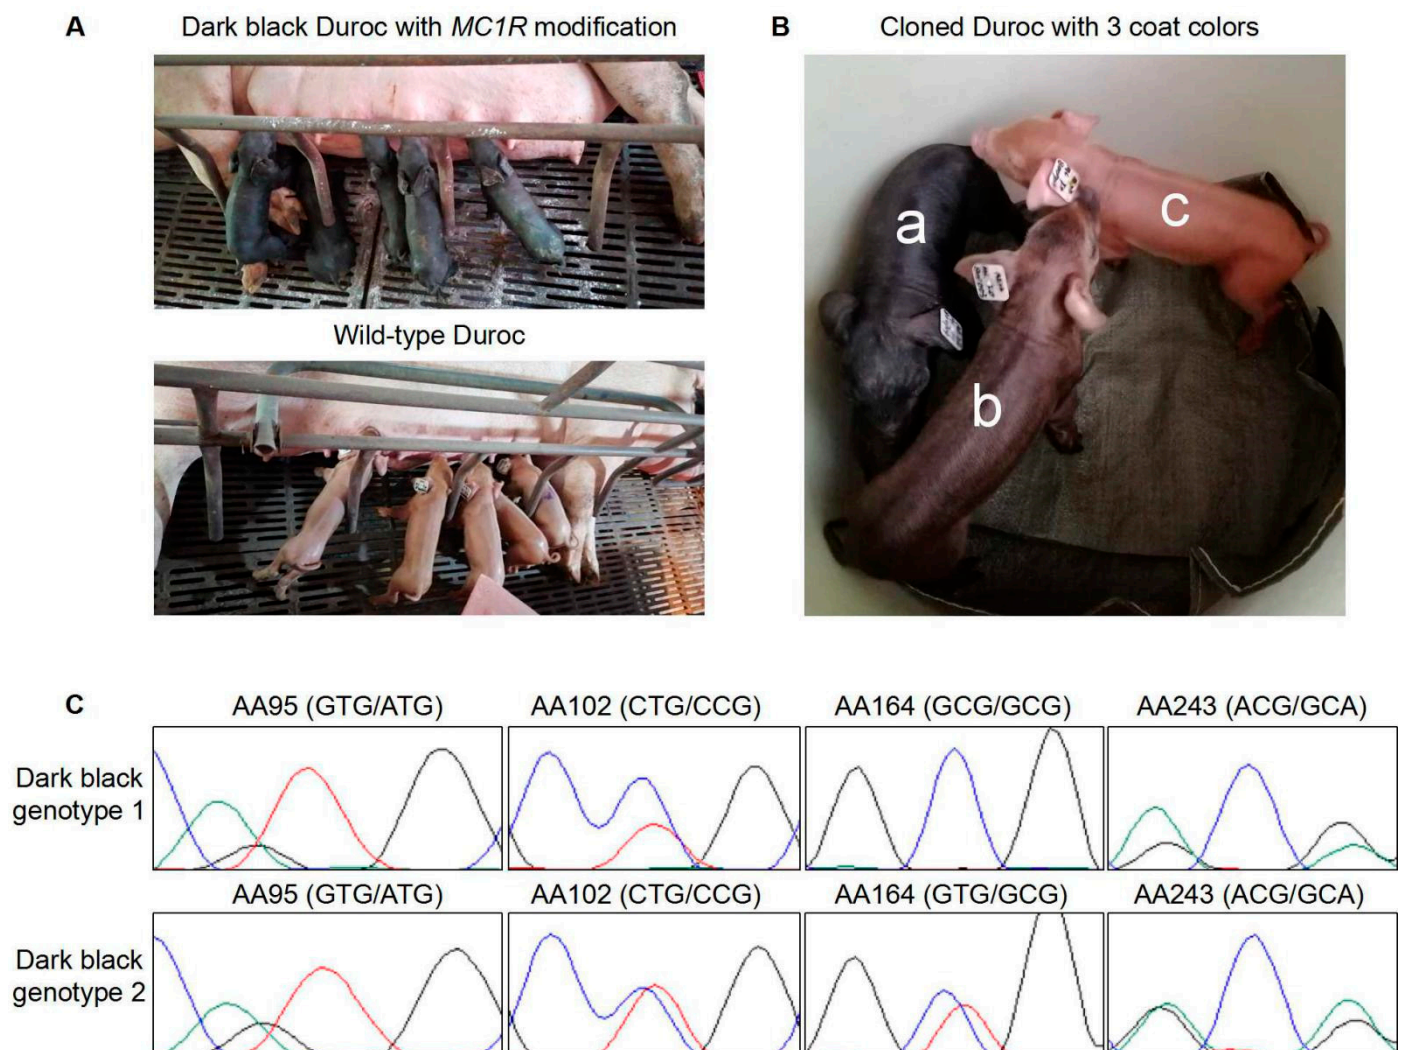 A
Dark black Duroc with MC1R modification
B
Cloned Duroc with 3 coat colors
a
b
c
Wild-type Duroc
C
AA95 (GTG/ATG)
AA102 (CTG/CCG)
AA164 (GCG/GCG)
AA243 (ACG/GCA)
Dark black
genotype 1
AA95 (GTG/ATG)
AA102 (CTG/CCG)
AA164 (GTG/GCG)
AA243 (ACG/GCA)
Dark black
genotype 2